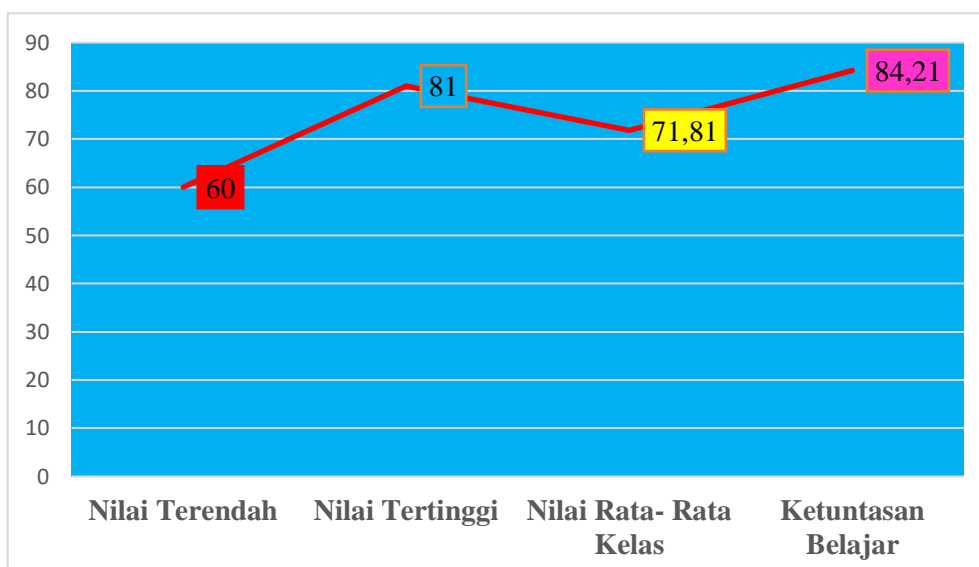 90
80
70
60
50
40
30
20
10
0
60
81
71,81
84,21
Nilai Terendah
Nilai Tertinggi
Nilai Rata- Rata
Kelas
Ketuntasan
Belajar